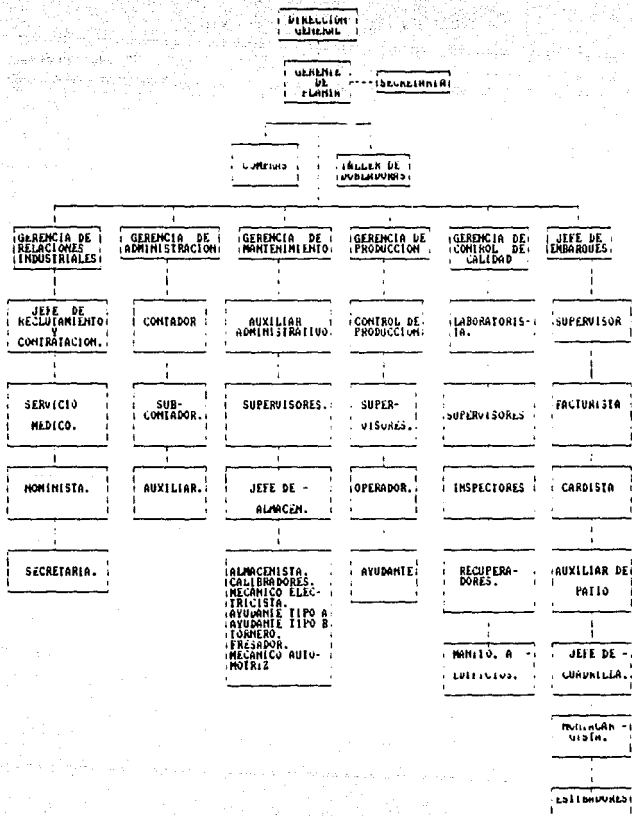 DIRECCION
GENERAL
GERENTE
DE
PLANTA
SECRETARIA
COMPRAS
TALLER DE
DOBLADORAS
GERENCIA DE
RELACIONES
INDUSTRIALES
GERENCIA DE
ADMINISTRACION
GERENCIA DE
MANTENIMIENTO
GERENCIA DE
PRODUCCION
GERENCIA DE
CONTROL DE
CALIDAD
JEFE DE
EMBARQUES.
JEFE DE
RECLUTAMIENTO
Y
CONTRATACION.
CONTADOR
AUXILIAR
ADMINISTRATIVO.
CONTROL DE
PRODUCCION
LABORATORIS-
TA.
SUPERVISOR
SERVICIO
MEDICO.
SUB-
CONTADOR.
SUPERVISORES.
SUPER-
VISORES.
SUPERVISORES
FACTURISTA
NOMINISTA.
AUXILIAR.
JEFE DE -
ALMACEN.
OPERADOR.
INSPECTORES
CARDISTA
SECRETARIA.
ALMACENISTA.
CALIBRADORES.
MECANICO ELEC-
TRICISTA.
AYUDANTE TIPO A
AYUDANTE TIPO B
TORNERO.
FRESADOR.
MECANICO AUTO-
MOTRIZ
AYUDANTE
RECUPERA-
DORES.
AUXILIAR DE
PATIO
MANITO. A -
EDIFICIOS.
JEFE DE -
CUADRILLA.
MONTACAR -
GISTA.
ESTIBADORES